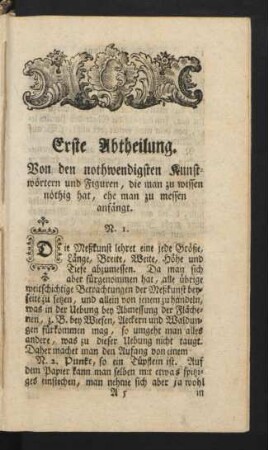 Erste Abtheilung.
Von den nothwendigsten Kunst-
wörtern und Figuren, die man zu wissen
nöthig hat, ehe man zu messen
anfängt.
N. 1.
Die Meßkunst lehret eine jede Größe,
Länge, Breite, Weite, Höhe und
Tiefe abzumessen. Da man sich
aber fürgenommen hat, alle übrige
weitschichtige Betrachtungen der Meßkunst bey-
seite zu setzen, und allein von jenem zu handeln,
was in der Uebung bey Abmessung der Fläche-
nen, z. B. bey Wiesen, Aeckern und Waldun-
gen fürkommen mag, so umgeht man alles
andere, was zu dieser Uebung nicht taugt.
Daher machet man den Anfang von einem
N. 2. Punkt, so ein Tüpflein ist. Auf
dem Papier kann man selben mit etwas spitzi-
ges einstechen, man nehme sich aber ja wohl
A 5 in